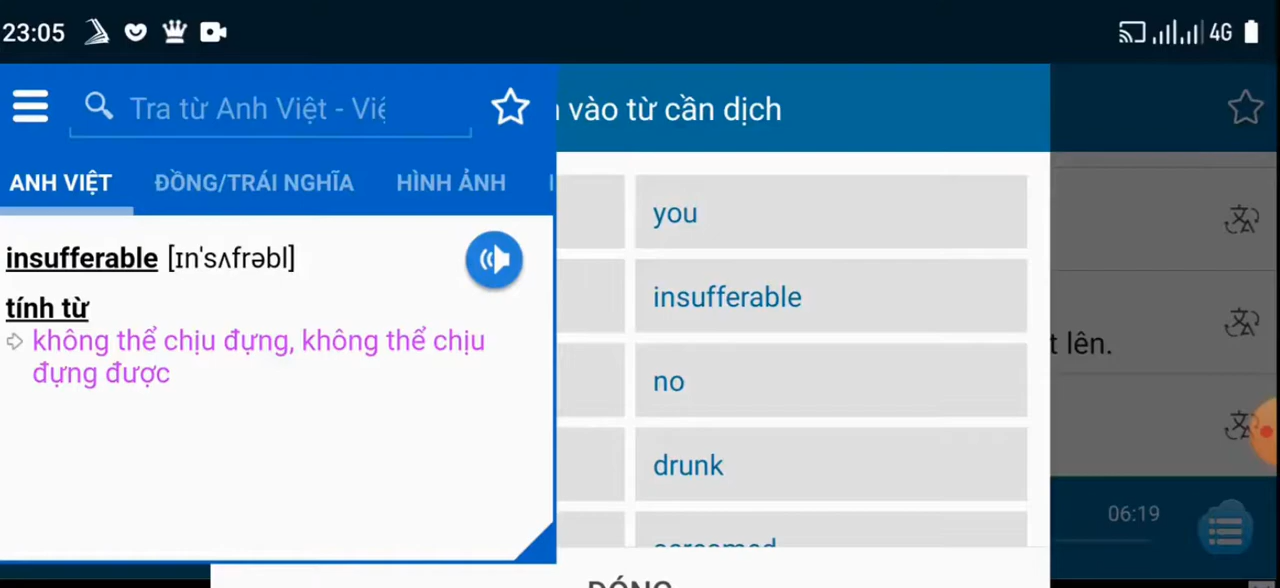 23:05
4G
Tra từ Anh Việt - Việ
vào từ cần dịch
ANH VIỆT ĐỒNG/TRÁI NGHĨA HÌNH ẢNH
insufferable [ɪn'sʌfrəbl]
tính từ
không thể chịu đựng, không thể chịu
đựng được
you
insufferable
no
drunk
screamed
t lên.
06:19
ĐÓNG